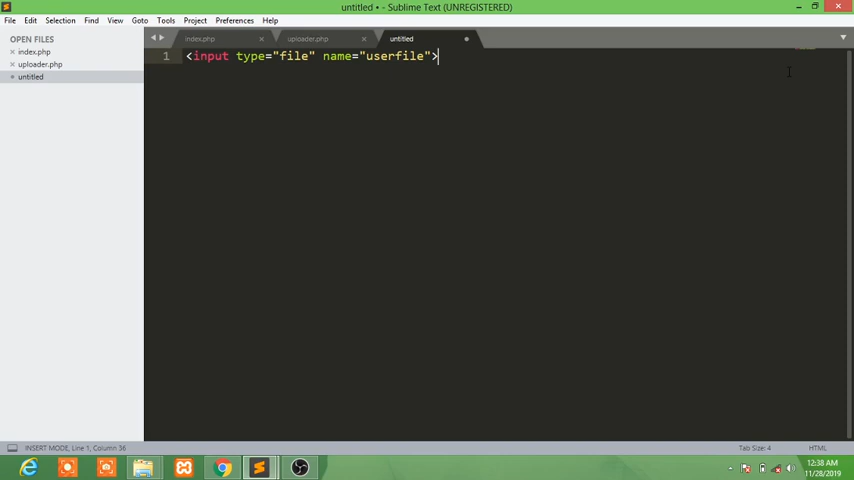 untitled • - Sublime Text (UNREGISTERED)
File Edit Selection Find View Goto Tools Project Preferences Help
OPEN FILES
index.php
uploader.php
untitled
index.php uploader.php untitled
1 <input type="file" name="userfile">
INSERT MODE, Line 1, Column 36 Tab Size: 4 HTML
12:38 AM
11/28/2019